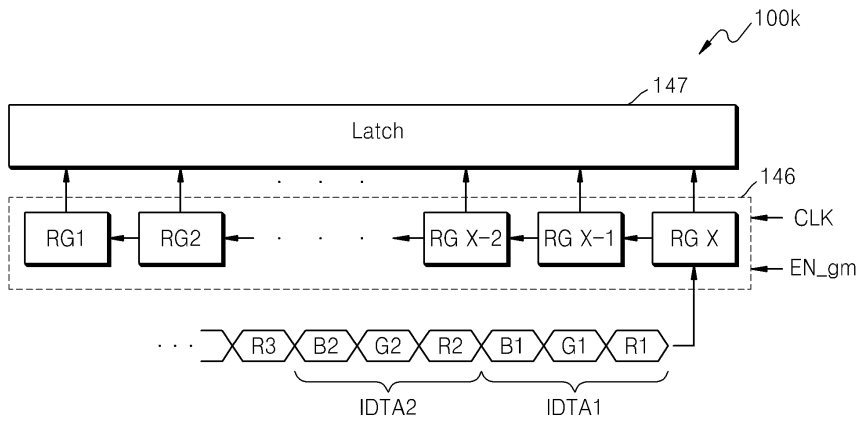 100k
147
Latch
146
RG1
RG2
RG X-2
RG X-1
RG X
CLK
EN_gm
R3
B2
G2
R2
B1
G1
R1
IDTA2
IDTA1